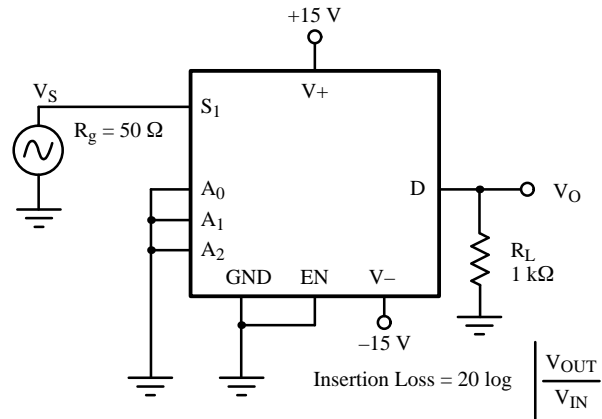 +15 V
V+
V_S
S_1
R_g = 50 Ω
A_0
A_1
A_2
D
V_O
R_L
1 kΩ
GND EN V–
–15 V
Insertion Loss = 20 log | V_OUT
V_IN